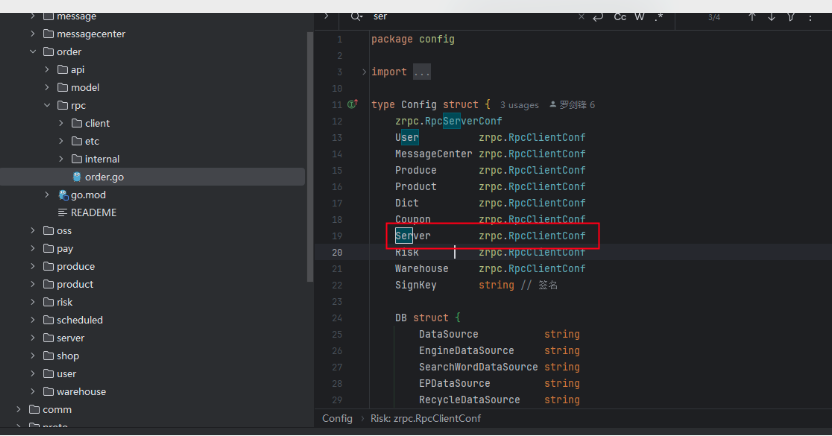 message
messagecenter
order
api
model
rpc
client
etc
internal
order.go
go.mod
READEME
oss
pay
produce
product
risk
scheduled
server
shop
user
warehouse
comm
proto
ser
Cc W .*
3/4
1 package config
2
3 import ...
10
11 type Config struct { 3 usages 罗剑锋 6
12 zrpc.RpcServerConf
13 User zrpc.RpcClientConf
14 MessageCenter zrpc.RpcClientConf
15 Produce zrpc.RpcClientConf
16 Product zrpc.RpcClientConf
17 Dict zrpc.RpcClientConf
18 Coupon zrpc.RpcClientConf
19 Server zrpc.RpcClientConf
20 Risk zrpc.RpcClientConf
21 Warehouse zrpc.RpcClientConf
22 SignKey string // 签名
23
24 DB struct {
25 DataSource string
26 EngineDataSource string
27 SearchWordDataSource string
28 EPDataSource string
29 RecycleDataSource string
Config › Risk: zrpc.RpcClientConf